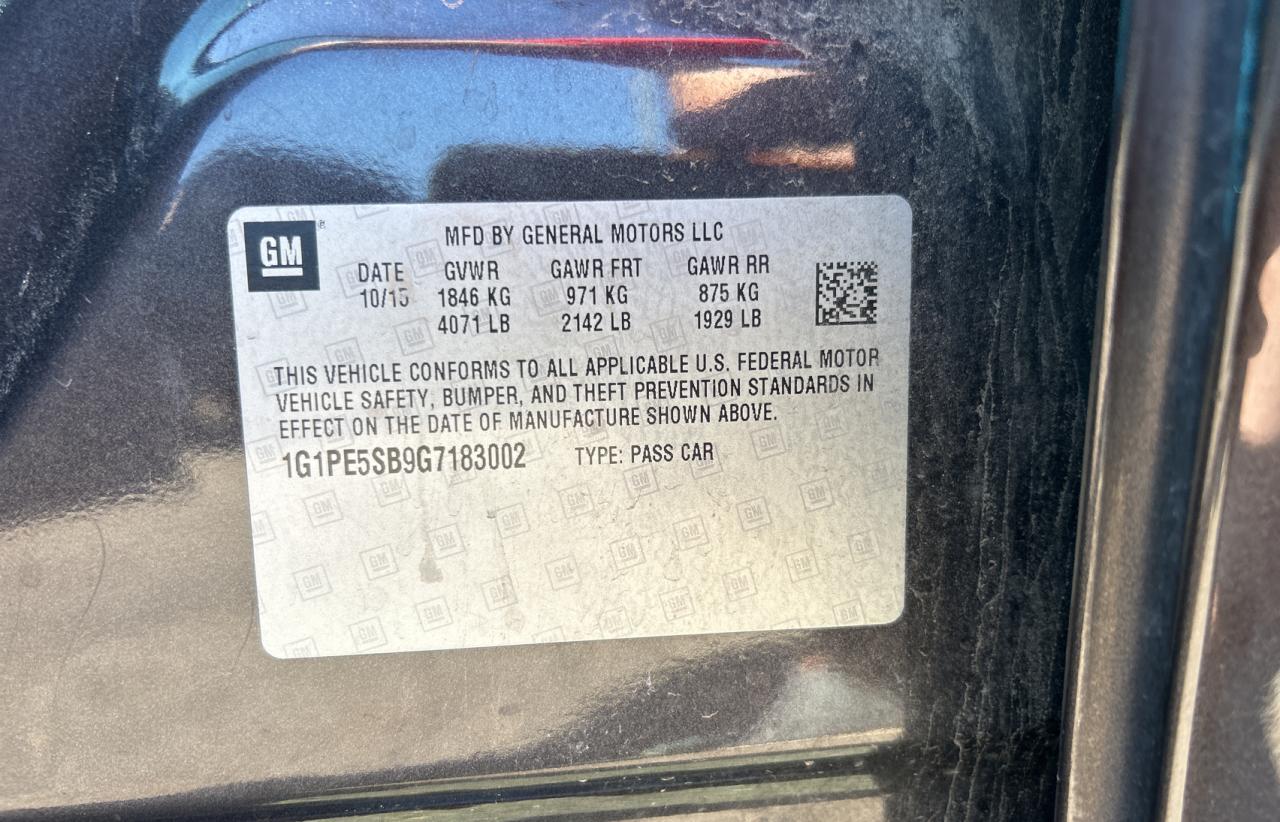 GM
MFD BY GENERAL MOTORS LLC
DATE GVWR GAWR FRT GAWR RR
10/15 1846 KG 971 KG 875 KG
4071 LB 2142 LB 1929 LB
THIS VEHICLE CONFORMS TO ALL APPLICABLE U.S. FEDERAL MOTOR
VEHICLE SAFETY, BUMPER, AND THEFT PREVENTION STANDARDS IN
EFFECT ON THE DATE OF MANUFACTURE SHOWN ABOVE.
1G1PE5SB9G7183002 TYPE: PASS CAR